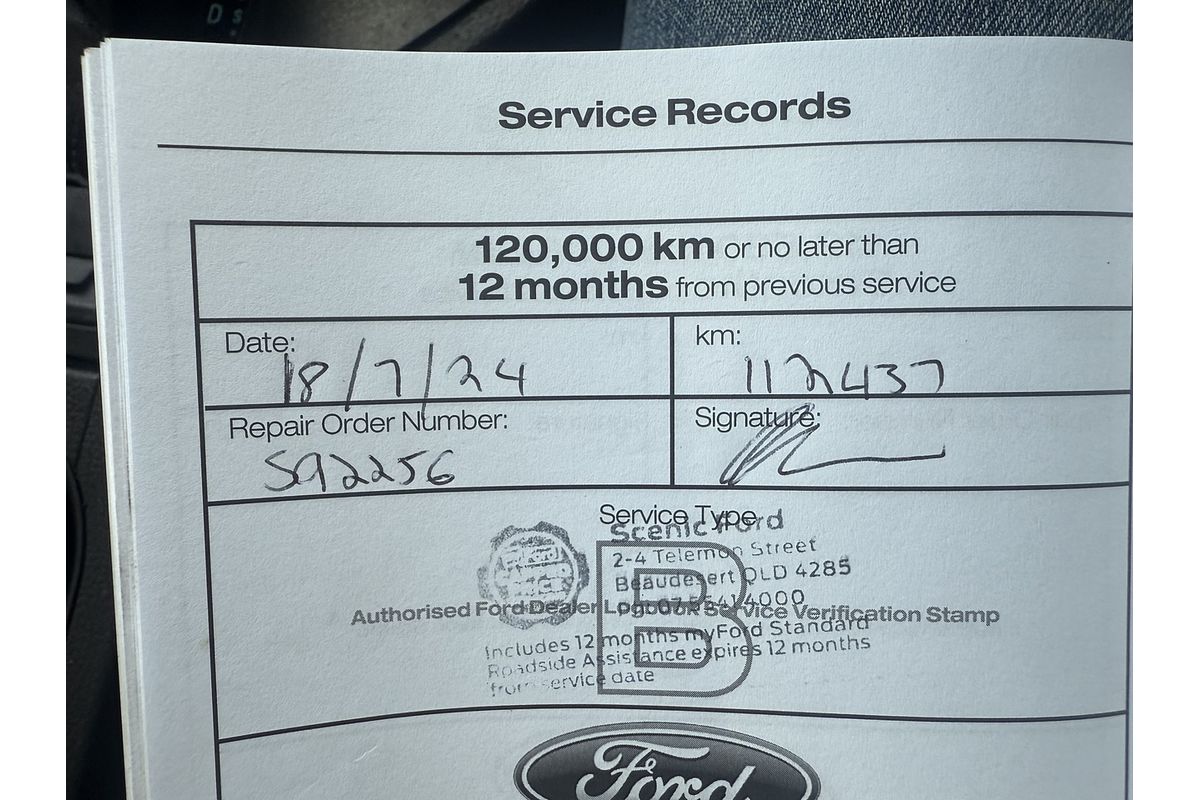 D S
Service Records
120,000 km or no later than
12 months from previous service
Date: 18/7/24
km: 112437
Repair Order Number: S92256
Signature:
Service Type
B
Scenic Ford
2-4 Telemon Street
Beaudesert QLD 4285
4000
Authorised Ford Dealer Logbook Service Verification Stamp
Includes 12 months myFord Standard
Roadside Assistance expires 12 months
from service date
Ford